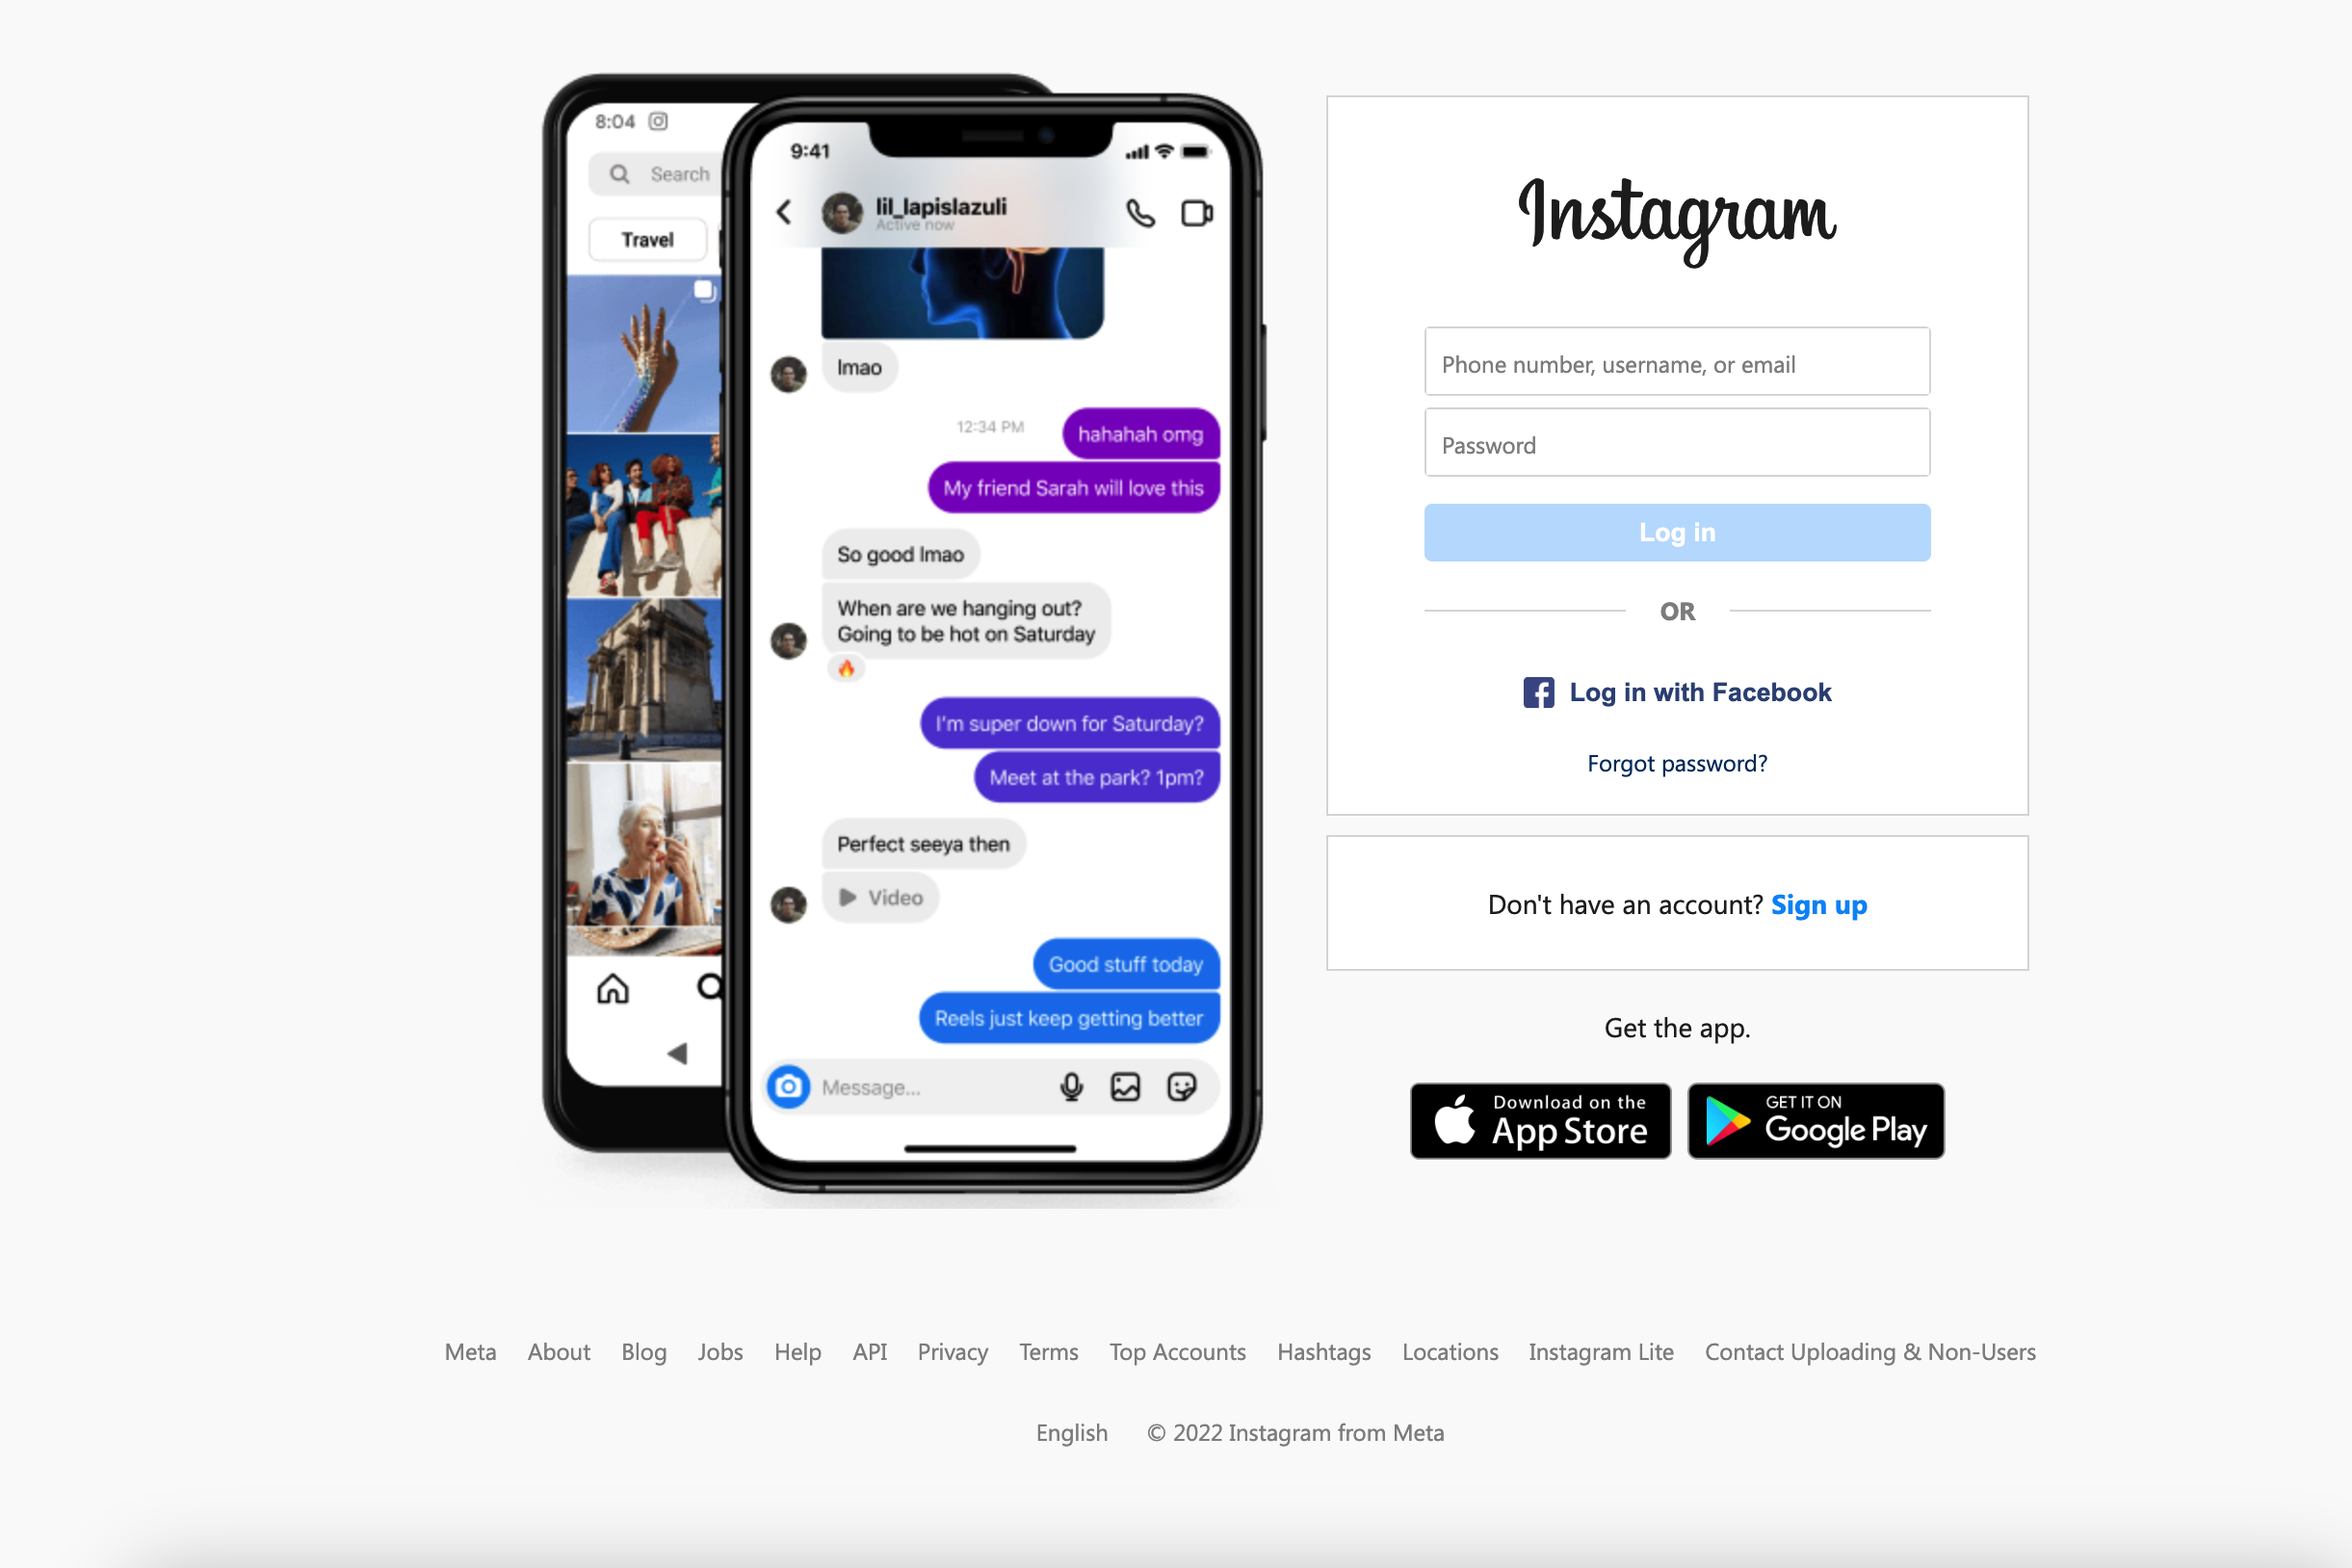 8:04
Search
Travel
9:41
lil_lapislazuli
Active now
lmao
12:34 PM
hahahah omg
My friend Sarah will love this
So good lmao
When are we hanging out?
Going to be hot on Saturday
I'm super down for Saturday?
Meet at the park? 1pm?
Perfect seeya then
Video
Good stuff today
Reels just keep getting better
Message...
Instagram
Phone number, username, or email
Password
Log in
OR
Log in with Facebook
Forgot password?
Don't have an account? Sign up
Get the app.
Download on the
App Store
GET IT ON
Google Play
Meta About Blog Jobs Help API Privacy Terms Top Accounts Hashtags Locations Instagram Lite Contact Uploading & Non-Users
English © 2022 Instagram from Meta